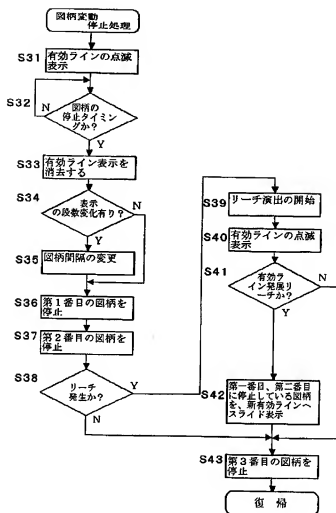 図柄変動
停止処理
S31
有効ラインの点滅
表示
S32
図柄の
停止タイミン
グか？
N
Y
S33
有効ライン表示を
消去する
S34
表示
の段数変化有り？
N
Y
S35
図柄間隔の変更
S36
第1番目の図柄を
停止
S37
第2番目の図柄を
停止
S38
リーチ
発生か？
Y
N
S39
リーチ演出の開始
S40
有効ラインの点滅
表示
S41
有効ラ
イン発展リ
ーチか？
N
Y
S42
第一番目、第二番目
に停止している図柄
を、新有効ラインへ
スライド表示
S43
第3番目の図柄を
停止
復帰